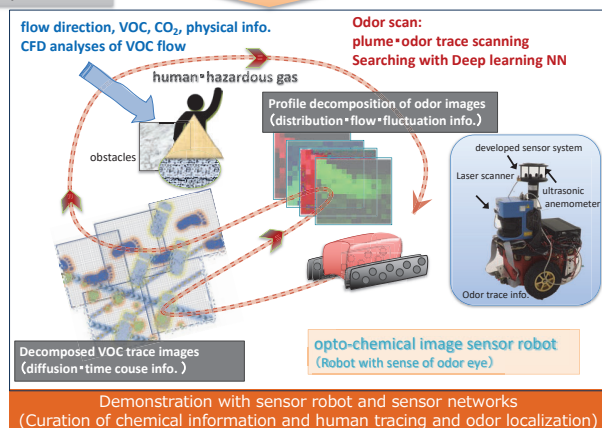 flow direction, VOC, CO₂, physical info.
CFD analyses of VOC flow
Odor scan:
plume・odor trace scanning
Searching with Deep learning NN
human・hazardous gas
obstacles
Profile decomposition of odor images
(distribution・flow・fluctuation info.)
developed sensor system
Laser scanner
ultrasonic
anemometer
Odor trace info.
Decomposed VOC trace images
(diffusion・time couse info. )
opto-chemical image sensor robot
(Robot with sense of odor eye)
Demonstration with sensor robot and sensor networks
(Curation of chemical information and human tracing and odor localization)